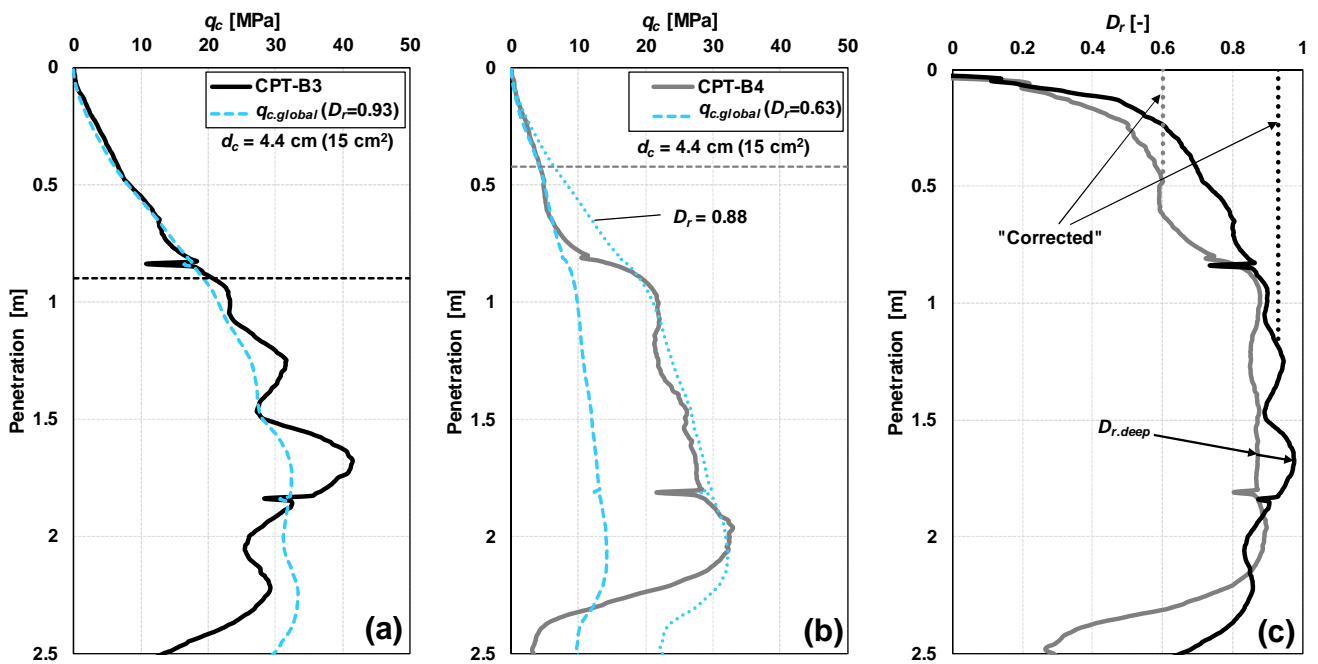 q_c [MPa]
0 10 20 30 40 50
0
0.5
1
1.5
2
2.5
Penetration [m]
CPT-B3
q_c.global (D_r=0.93)
d_c = 4.4 cm (15 cm²)
(a)
q_c [MPa]
0 10 20 30 40 50
0
0.5
1
1.5
2
2.5
Penetration [m]
CPT-B4
q_c.global (D_r=0.63)
d_c = 4.4 cm (15 cm²)
D_r = 0.88
(b)
D_r [-]
0 0.2 0.4 0.6 0.8 1
0
0.5
1
1.5
2
2.5
Penetration [m]
"Corrected"
D_r.deep
(c)